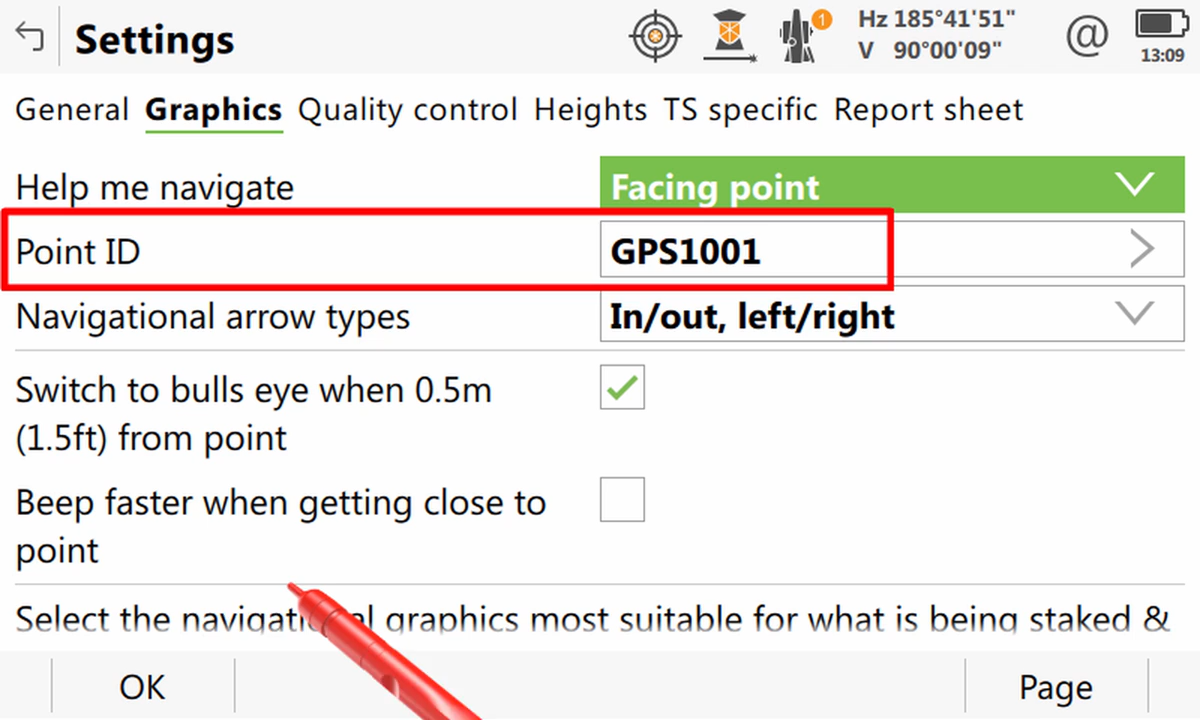 Settings
1
Hz 185°41'51"
V 90°00'09"
@
13:09
General Graphics Quality control Heights TS specific Report sheet
Help me navigate Facing point
Point ID GPS1001
Navigational arrow types In/out, left/right
Switch to bulls eye when 0.5m
(1.5ft) from point
Beep faster when getting close to
point
Select the navigational graphics most suitable for what is being staked &
OK Page